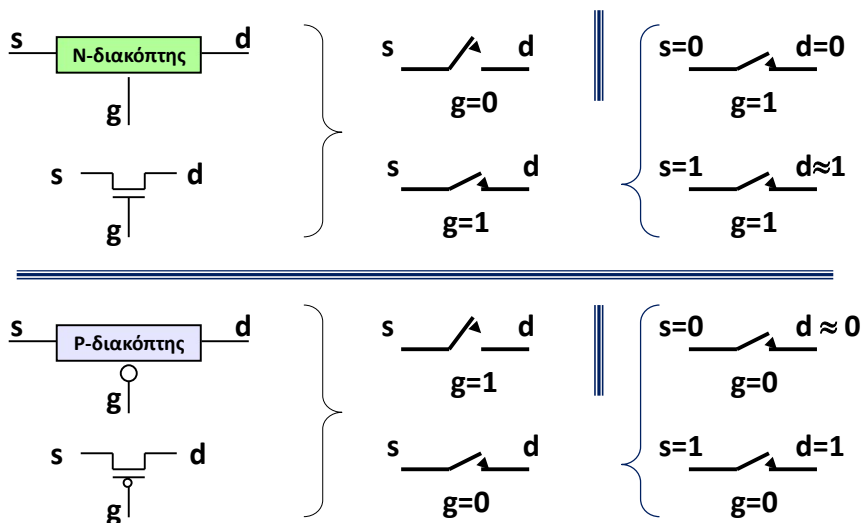 s N-διακόπτης d
g
s d
g
s d
g=0
s d
g=1
s=0 d=0
g=1
s=1 d≈1
g=1
s P-διακόπτης d
g
s d
g
s d
g=1
s d
g=0
s=0 d ≈ 0
g=0
s=1 d=1
g=0